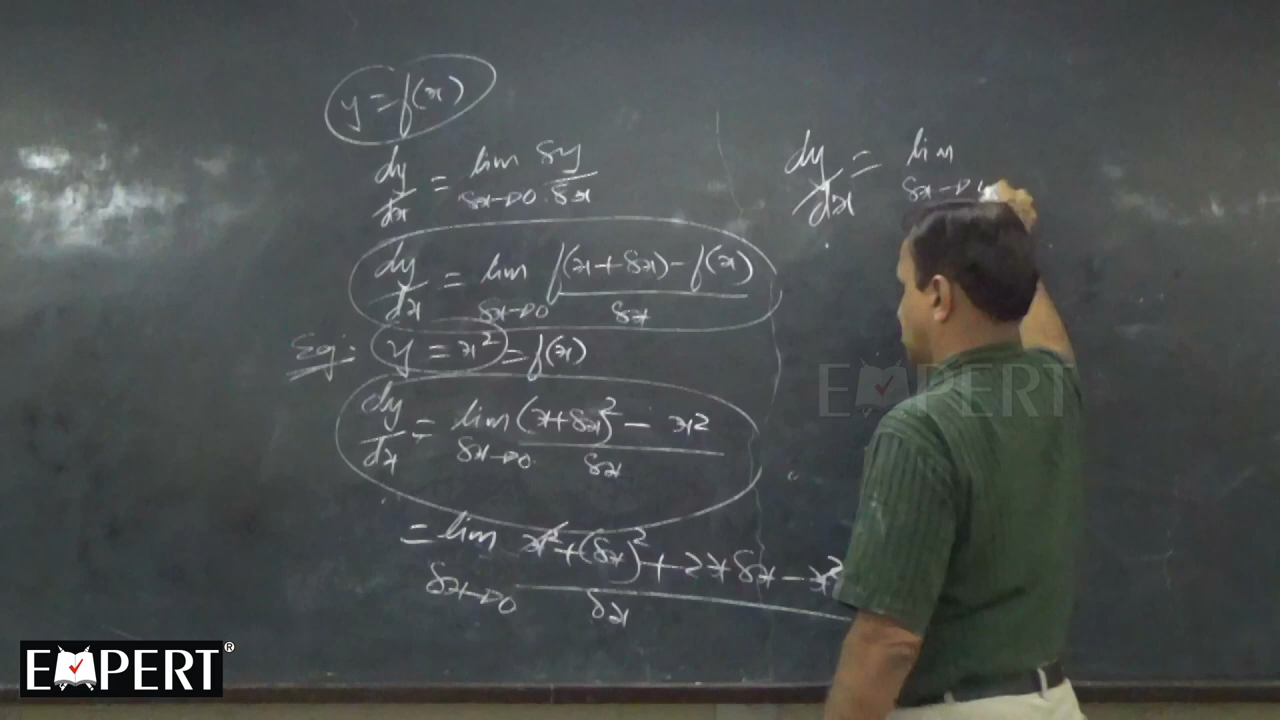 y = f(x)
dy/dx = lim δx→0 δy/δx
dy/dx = lim δx→0 f(x+δx) - f(x)/δx
Eg: y = x² = f(x)
dy/dx = lim δx→0 (x+δx)² - x²/δx
= lim δx→0 x² + (δx)² + 2xδx - x²/δx
dy/dx = lim δx→
EXPERT
EXPERT®